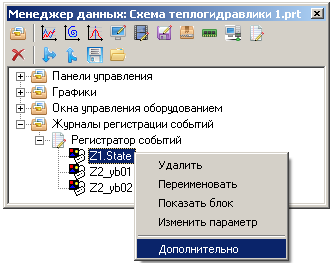 Менеджер данных: Схема теплогидравлики 1.prt
Панели управления
Графики
Окна управления оборудованием
Журналы регистрации событий
Регистратор событий
Z1.State
Z2_yb01
Z2_yb02
Удалить
Переименовать
Показать блок
Изменить параметр
Дополнительно